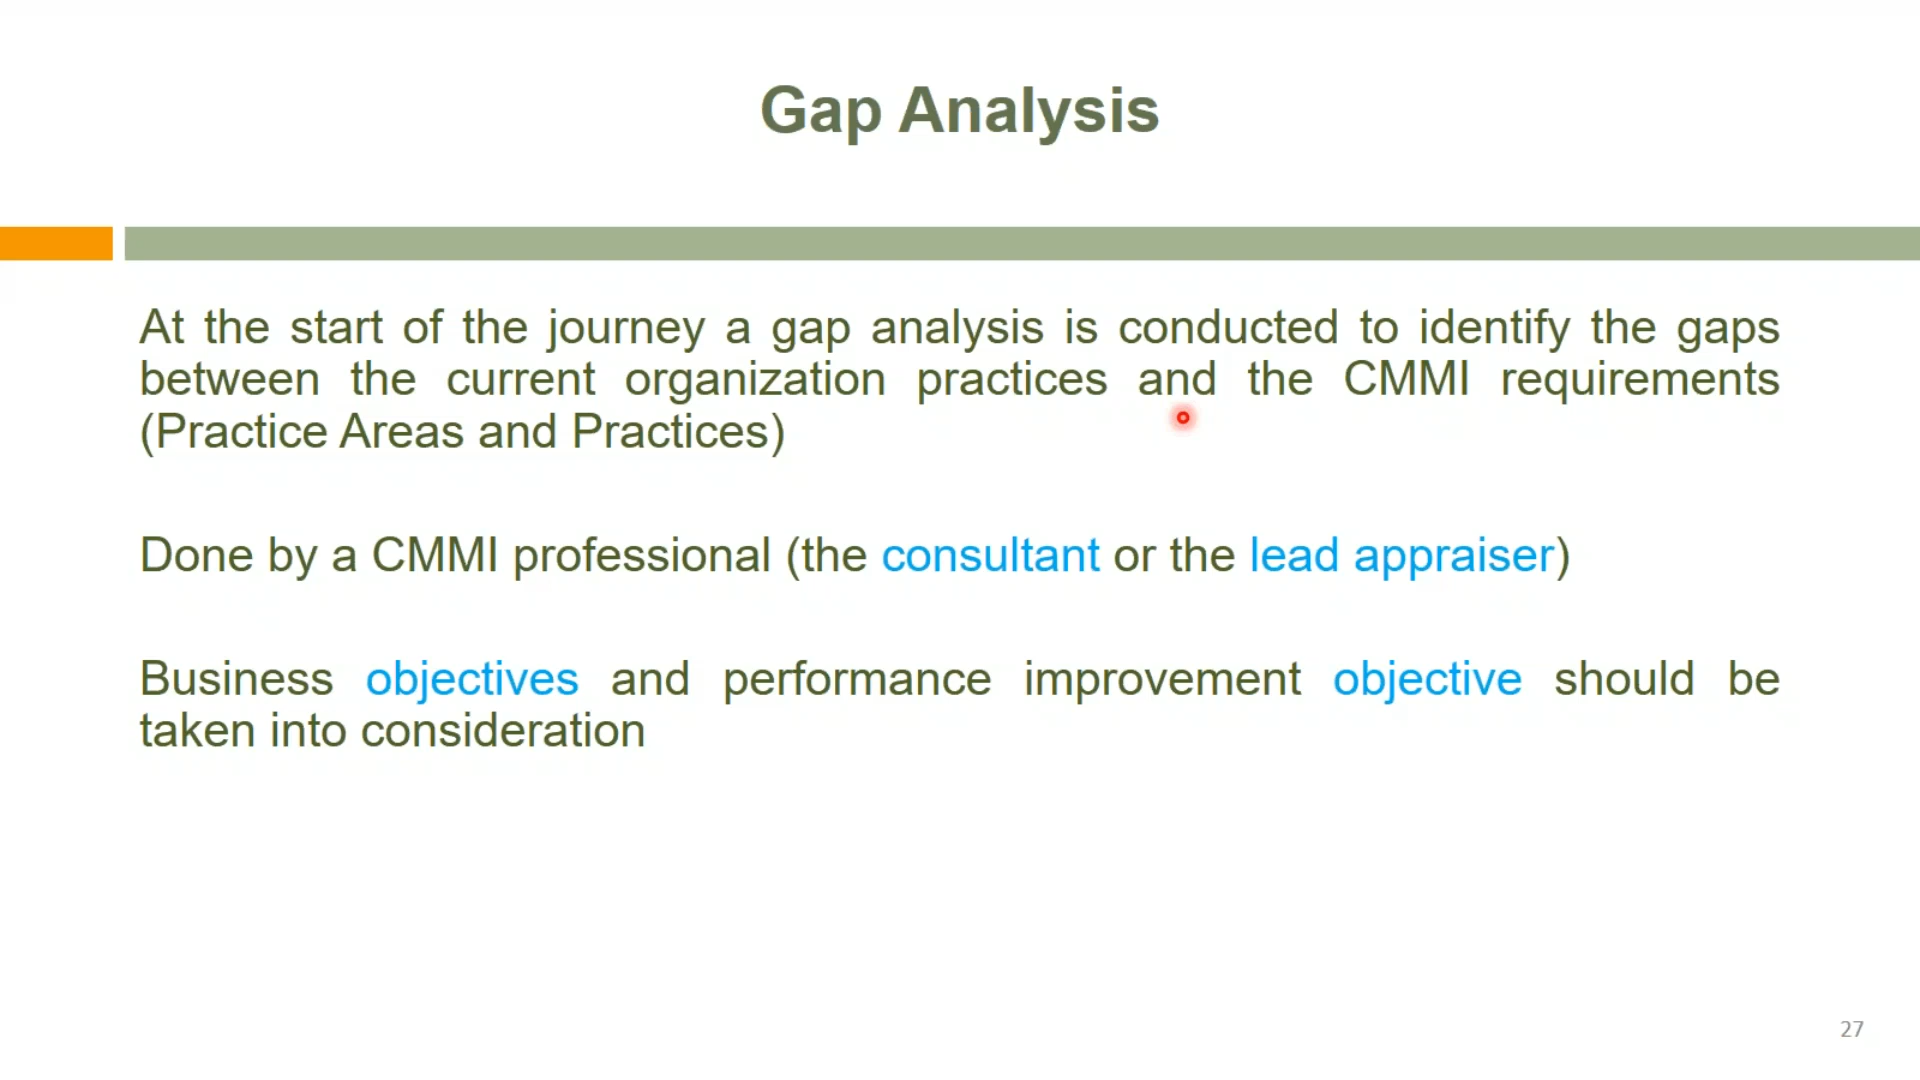 Gap Analysis
At the start of the journey a gap analysis is conducted to identify the gaps
between the current organization practices and the CMMI requirements
(Practice Areas and Practices)
Done by a CMMI professional (the consultant or the lead appraiser)
Business objectives and performance improvement objective should be
taken into consideration
27